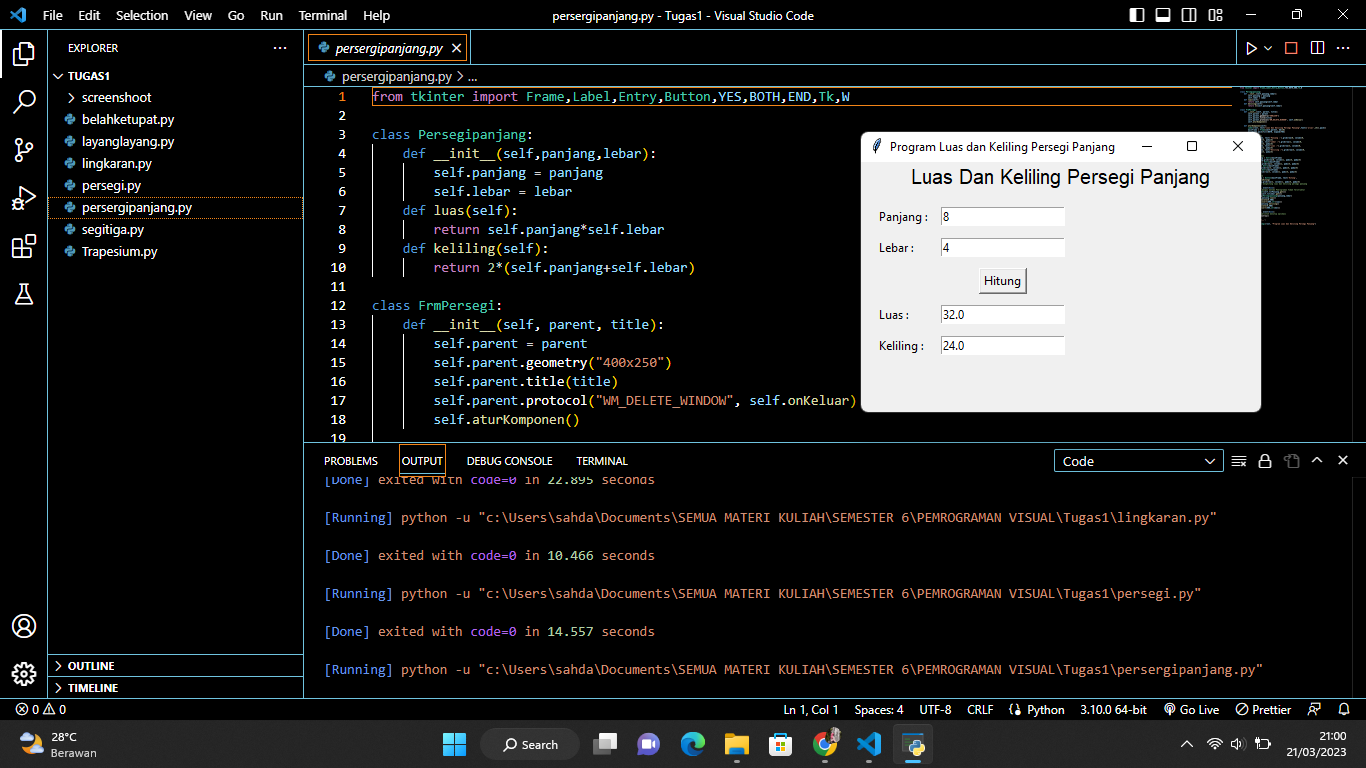 File Edit Selection View Go Run Terminal Help
persergipanjang.py - Tugas1 - Visual Studio Code
EXPLORER
TUGAS1
screenshoot
belahketupat.py
layanglayang.py
lingkaran.py
persegi.py
persergipanjang.py
segitiga.py
Trapesium.py
OUTLINE
TIMELINE
persergipanjang.py
persergipanjang.py > ...
1 from tkinter import Frame,Label,Entry,Button,YES,BOTH,END,Tk,W
2
3 class Persegipanjang:
4 def __init__(self,panjang,lebar):
5 self.panjang = panjang
6 self.lebar = lebar
7 def luas(self):
8 return self.panjang*self.lebar
9 def keliling(self):
10 return 2*(self.panjang+self.lebar)
11
12 class FrmPersegi:
13 def __init__(self, parent, title):
14 self.parent = parent
15 self.parent.geometry("400x250")
16 self.parent.title(title)
17 self.parent.protocol("WM_DELETE_WINDOW", self.onKeluar)
18 self.aturKomponen()
19
Program Luas dan Keliling Persegi Panjang
Luas Dan Keliling Persegi Panjang
Panjang : 8
Lebar : 4
Hitung
Luas : 32.0
Keliling : 24.0
PROBLEMS OUTPUT DEBUG CONSOLE TERMINAL
Code
[Done] exited with code=0 in 22.895 seconds
[Running] python -u "c:\Users\sahda\Documents\SEMUA MATERI KULIAH\SEMESTER 6\PEMROGRAMAN VISUAL\Tugas1\lingkaran.py"
[Done] exited with code=0 in 10.466 seconds
[Running] python -u "c:\Users\sahda\Documents\SEMUA MATERI KULIAH\SEMESTER 6\PEMROGRAMAN VISUAL\Tugas1\persegi.py"
[Done] exited with code=0 in 14.557 seconds
[Running] python -u "c:\Users\sahda\Documents\SEMUA MATERI KULIAH\SEMESTER 6\PEMROGRAMAN VISUAL\Tugas1\persergipanjang.py"
0 0
Ln 1, Col 1 Spaces: 4 UTF-8 CRLF Python 3.10.0 64-bit Go Live Prettier
28°C
Berawan
Search
21:00
21/03/2023